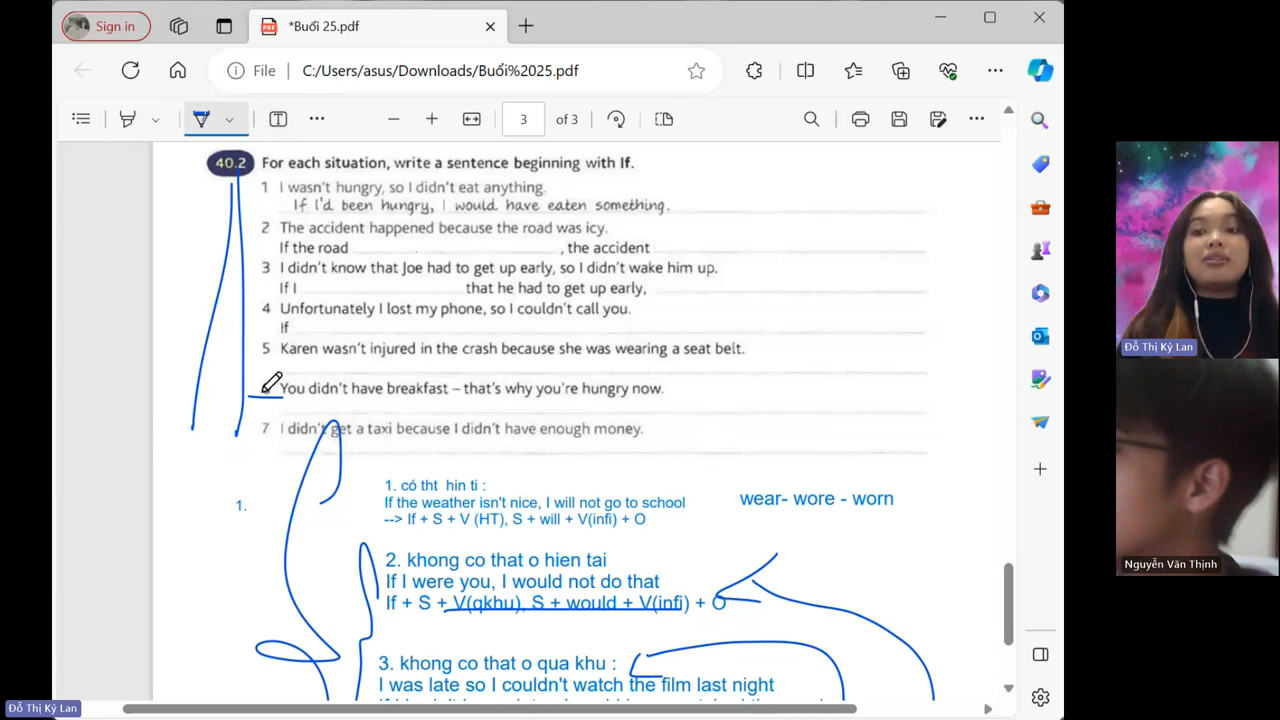 Sign in
*Buổi 25.pdf
File
C:/Users/asus/Downloads/Buổi%2025.pdf
3 of 3
40.2 For each situation, write a sentence beginning with If.
1 I wasn't hungry, so I didn't eat anything.
If I'd been hungry, I would have eaten something.
2 The accident happened because the road was icy.
If the road , the accident
3 I didn't know that Joe had to get up early, so I didn't wake him up.
If I that he had to get up early,
4 Unfortunately I lost my phone, so I couldn't call you.
If
5 Karen wasn't injured in the crash because she was wearing a seat belt.
You didn't have breakfast – that's why you're hungry now.
7 I didn't get a taxi because I didn't have enough money.
1.
1. có tht hin ti :
If the weather isn't nice, I will not go to school
--> If + S + V (HT), S + will + V(infi) + O
wear- wore - worn
2. khong co that o hien tai
If I were you, I would not do that
If + S + V(qkhu), S + would + V(infi) + O
3. khong co that o qua khu :
I was late so I couldn't watch the film last night
Đỗ Thị Kỳ Lan
Nguyễn Văn Thịnh
Đỗ Thị Kỳ Lan